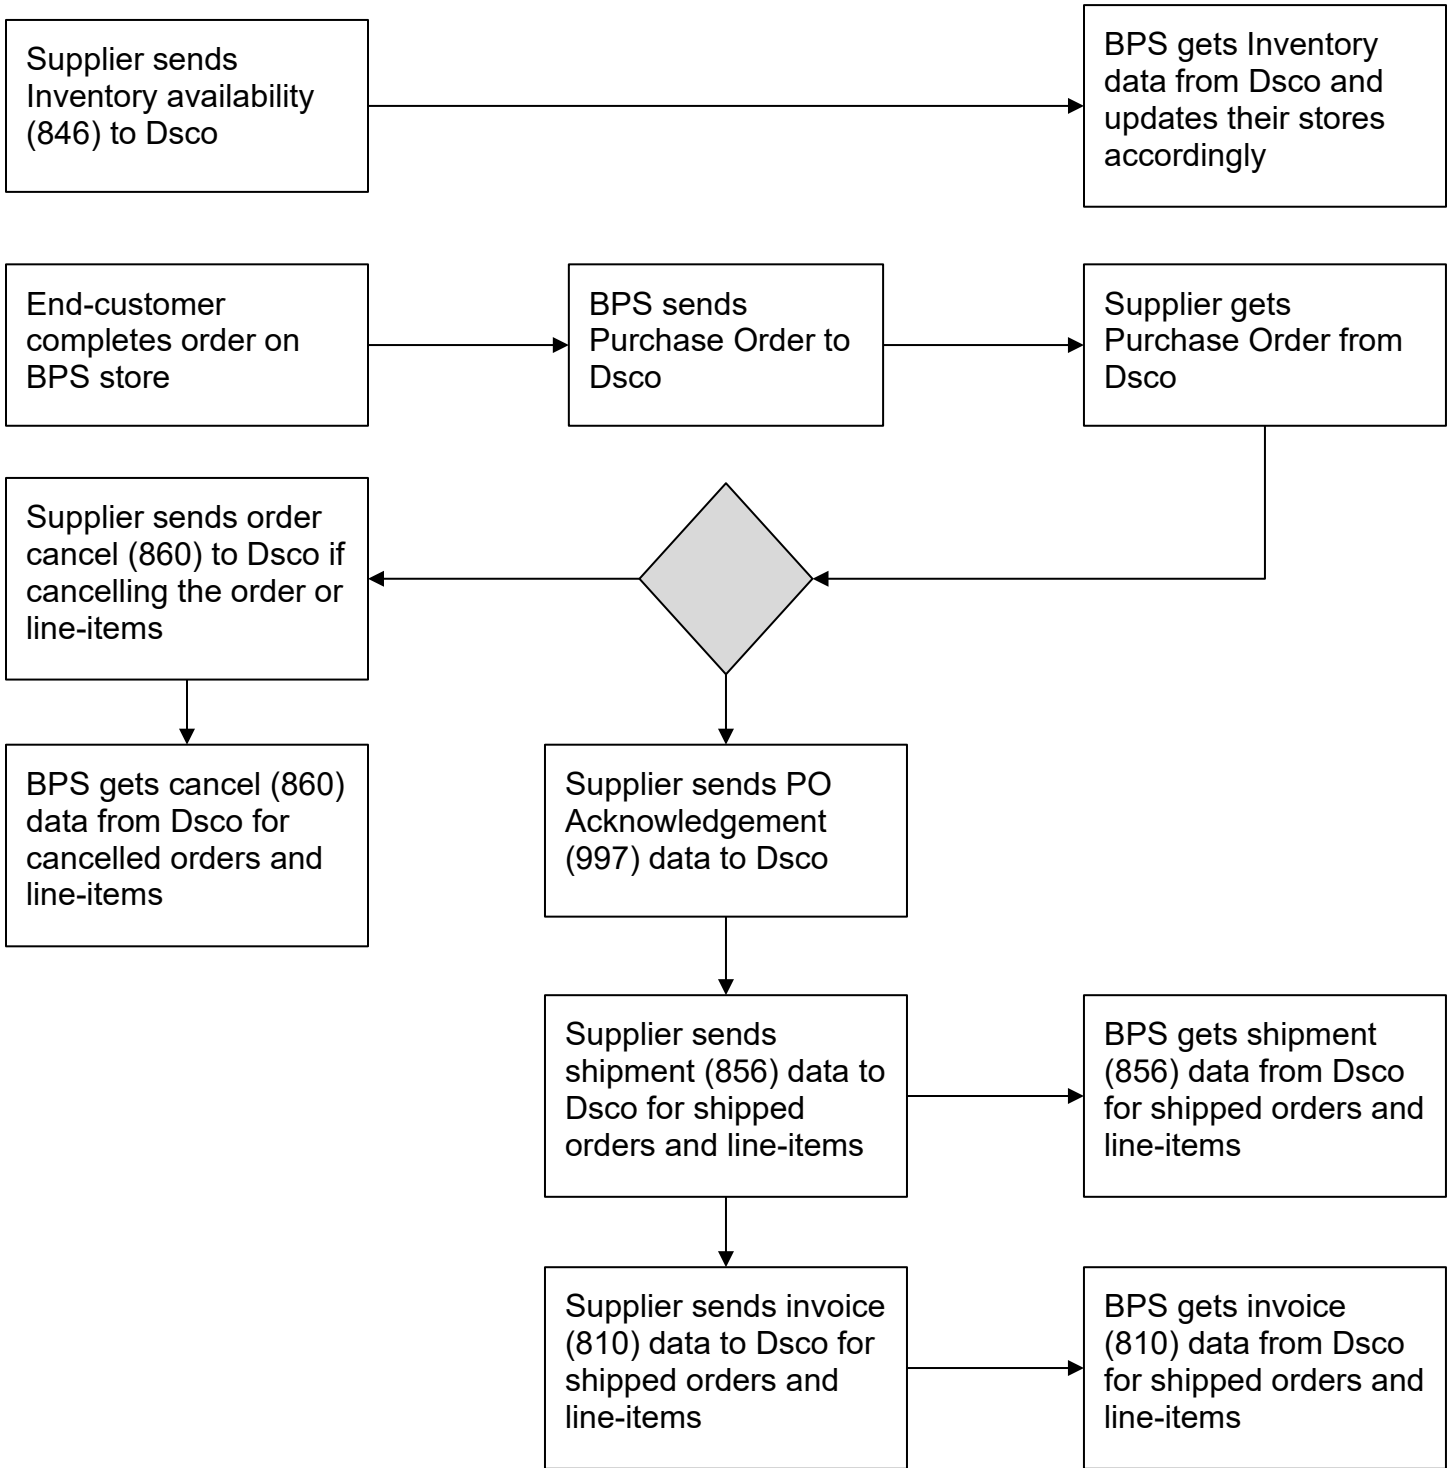 Supplier sends
Inventory availability
(846) to Dsco
BPS gets Inventory
data from Dsco and
updates their stores
accordingly
End-customer
completes order on
BPS store
BPS sends
Purchase Order to
Dsco
Supplier gets
Purchase Order from
Dsco
Supplier sends order
cancel (860) to Dsco if
cancelling the order or
line-items
BPS gets cancel (860)
data from Dsco for
cancelled orders and
line-items
Supplier sends PO
Acknowledgement
(997) data to Dsco
Supplier sends
shipment (856) data to
Dsco for shipped
orders and line-items
BPS gets shipment
(856) data from Dsco
for shipped orders and
line-items
Supplier sends invoice
(810) data to Dsco for
shipped orders and
line-items
BPS gets invoice
(810) data from Dsco
for shipped orders and
line-items